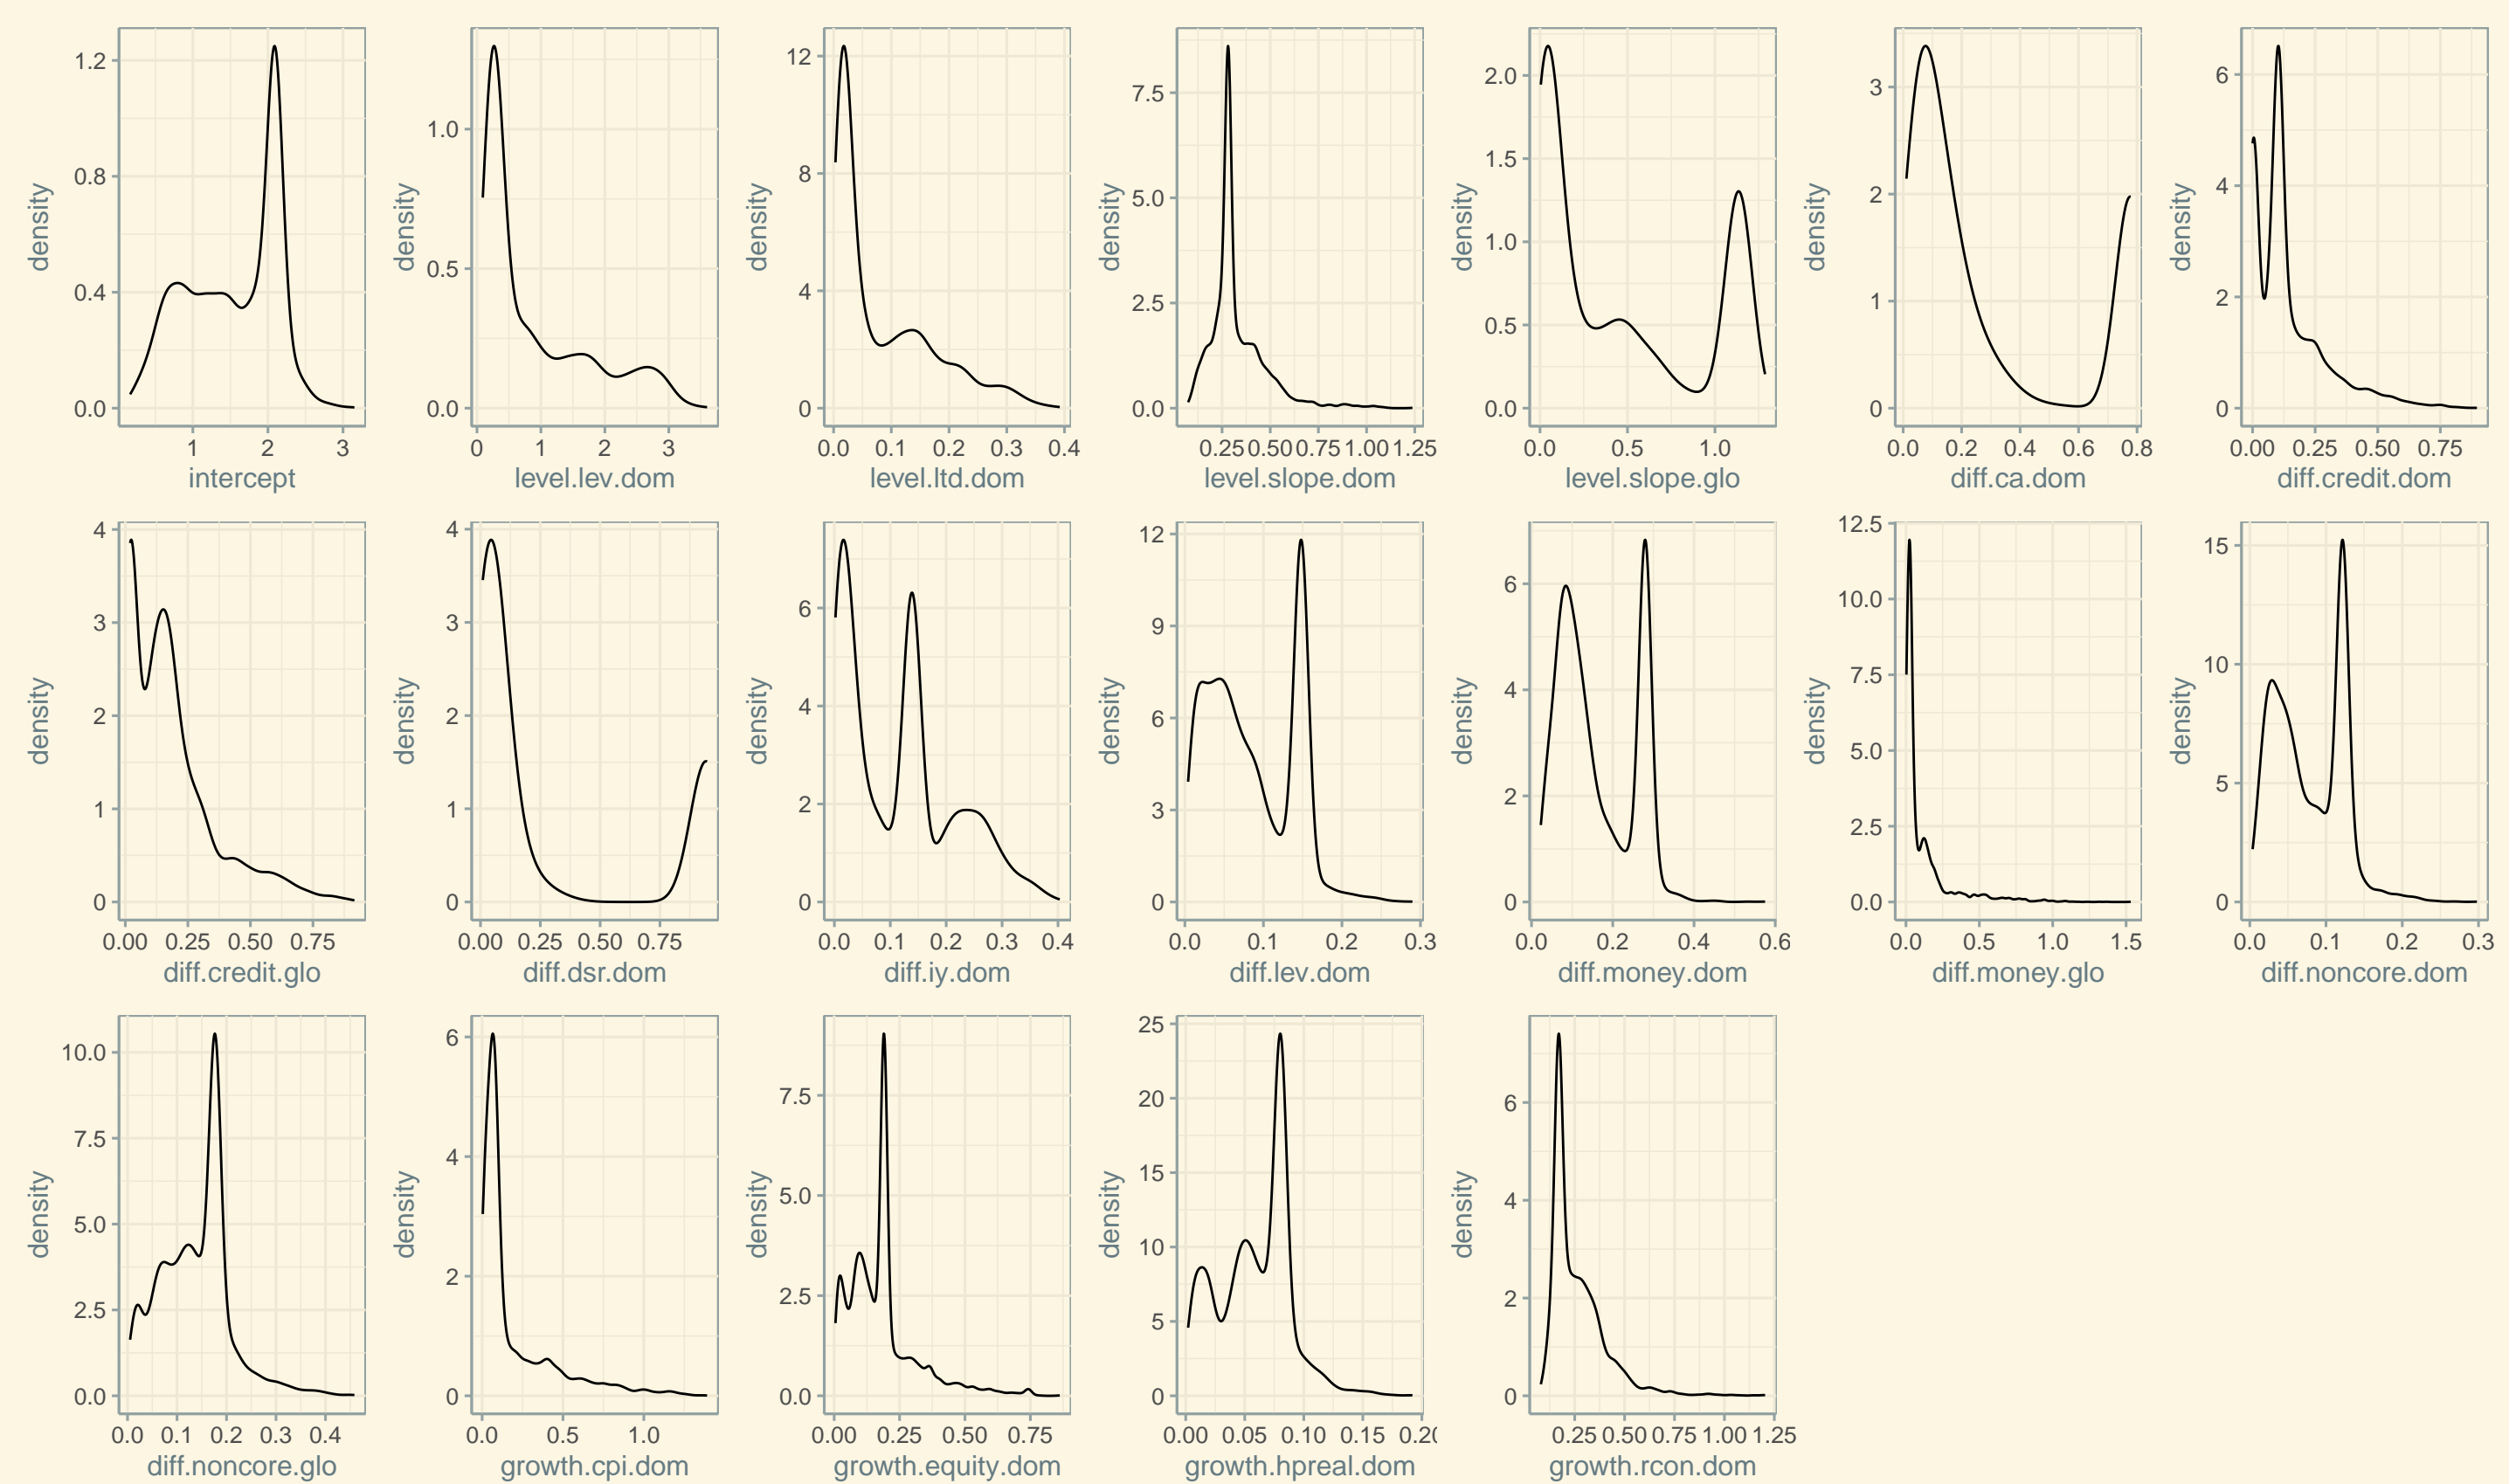 density
0.0 0.4 0.8 1.2
1 2 3
intercept
density
0.0 0.5 1.0
0 1 2 3
level.lev.dom
density
0 4 8 12
0.0 0.1 0.2 0.3 0.4
level.ltd.dom
density
0.0 2.5 5.0 7.5
0.25 0.50 0.75 1.00 1.25
level.slope.dom
density
0.0 0.5 1.0 1.5 2.0
0.0 0.5 1.0
level.slope.glo
density
0 1 2 3
0.0 0.2 0.4 0.6 0.8
diff.ca.dom
density
0 2 4 6
0.00 0.25 0.50 0.75
diff.credit.dom
density
0 1 2 3 4
0.00 0.25 0.50 0.75
diff.credit.glo
density
0 1 2 3 4
0.00 0.25 0.50 0.75
diff.dsr.dom
density
0 2 4 6
0.0 0.1 0.2 0.3 0.4
diff.iy.dom
density
0 3 6 9 12
0.0 0.1 0.2 0.3
diff.lev.dom
density
0 2 4 6
0.0 0.2 0.4 0.6
diff.money.dom
density
0.0 2.5 5.0 7.5 10.0 12.5
0.0 0.5 1.0 1.5
diff.money.glo
density
0 5 10 15
0.0 0.1 0.2 0.3
diff.noncore.dom
density
0.0 2.5 5.0 7.5 10.0
0.0 0.1 0.2 0.3 0.4
diff.noncore.glo
density
0 2 4 6
0.0 0.5 1.0
growth.cpi.dom
density
0.0 2.5 5.0 7.5
0.00 0.25 0.50 0.75
growth.equity.dom
density
0 5 10 15 20 25
0.00 0.05 0.10 0.15
growth.hpreal.dom
density
0 2 4 6
0.25 0.50 0.75 1.00 1.25
growth.rcon.dom